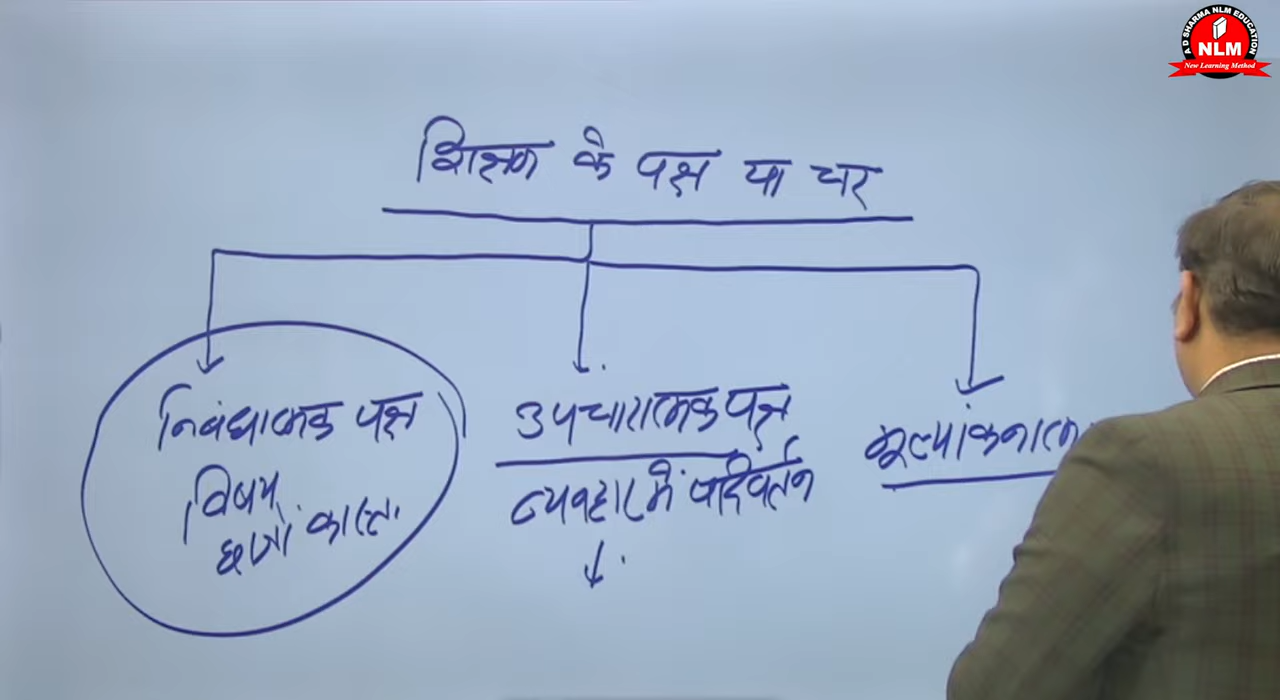 A D SHARMA NLM EDUCATION
NLM
New Learning Method
शिक्षक के पक्ष या चर
निबंधात्मक पक्ष
विषय
छात्रों
उपचारात्मक पक्ष
व्यवहार में परिवर्तन
मूल्यांकनात्म